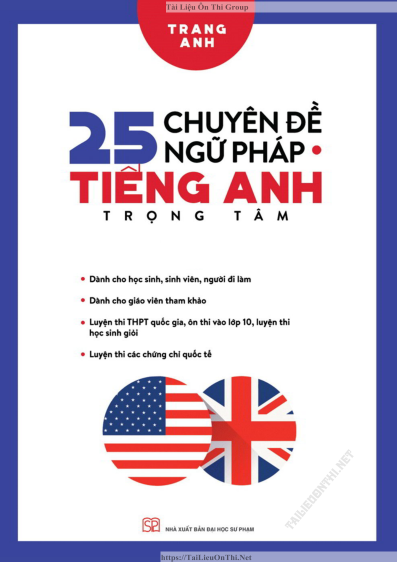 Tài Liệu Ôn Thi Group
TRANG
ANH
25 CHUYÊN ĐỀ
NGỮ PHÁP
TIẾNG ANH
TRỌNG TÂM
Dành cho học sinh, sinh viên, người đi làm
Dành cho giáo viên tham khảo
Luyện thi THPT quốc gia, ôn thi vào lớp 10, luyện thi
học sinh giỏi
Luyện thi các chứng chỉ quốc tế
TAILIEUONTHI.NET
NHÀ XUẤT BẢN ĐẠI HỌC SƯ PHẠM
https://TaiLieuOnThi.Net